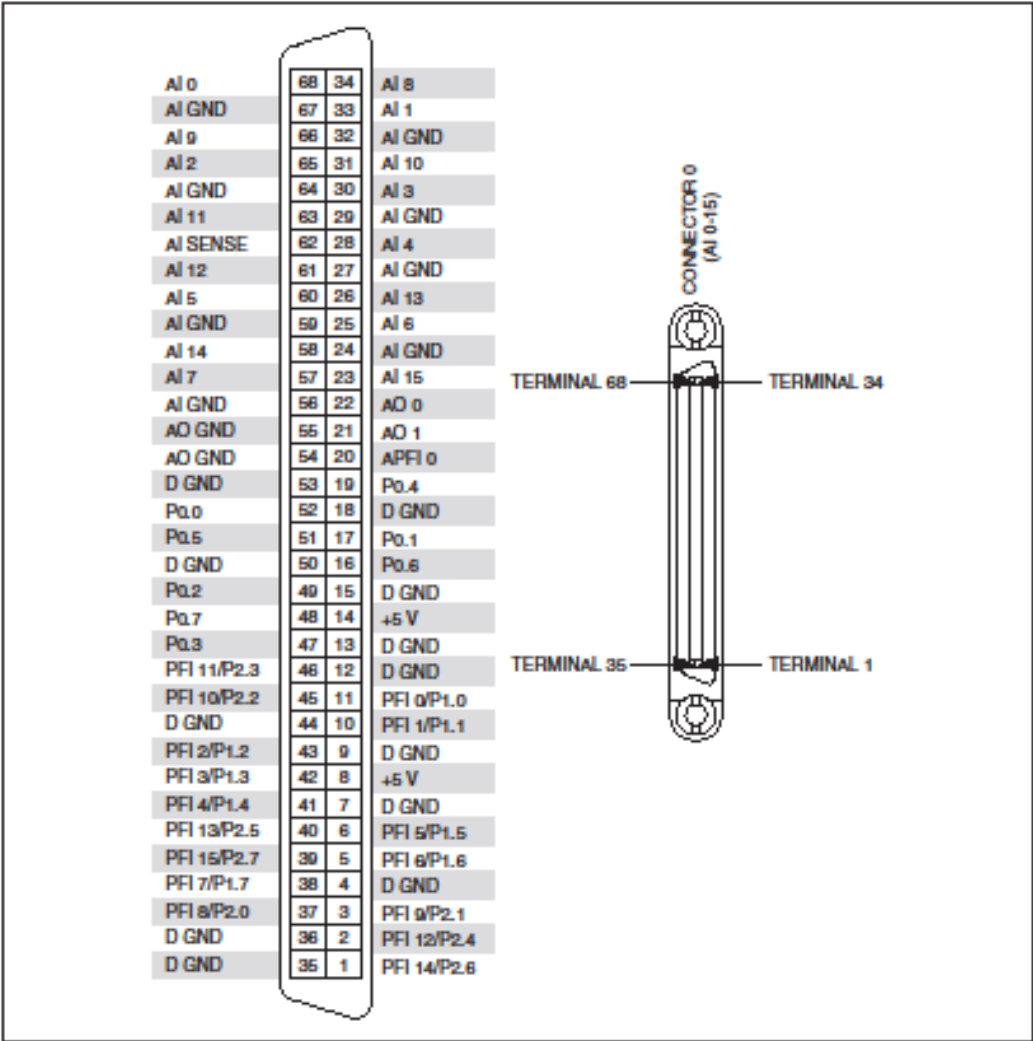 AI 0 68 34 AI 8
AI GND 67 33 AI 1
AI 9 66 32 AI GND
AI 2 65 31 AI 10
AI GND 64 30 AI 3
AI 11 63 29 AI GND
AI SENSE 62 28 AI 4
AI 12 61 27 AI GND
AI 5 60 26 AI 13
AI GND 59 25 AI 6
AI 14 58 24 AI GND
AI 7 57 23 AI 15
AI GND 56 22 AO 0
AO GND 55 21 AO 1
AO GND 54 20 APFI 0
D GND 53 19 P0.4
P0.0 52 18 D GND
P0.5 51 17 P0.1
D GND 50 16 P0.6
P0.2 49 15 D GND
P0.7 48 14 +5 V
P0.3 47 13 D GND
PFI 11/P2.3 46 12 D GND
PFI 10/P2.2 45 11 PFI 0/P1.0
D GND 44 10 PFI 1/P1.1
PFI 2/P1.2 43 9 D GND
PFI 3/P1.3 42 8 +5 V
PFI 4/P1.4 41 7 D GND
PFI 13/P2.5 40 6 PFI 5/P1.5
PFI 15/P2.7 39 5 PFI 6/P1.6
PFI 7/P1.7 38 4 D GND
PFI 8/P2.0 37 3 PFI 9/P2.1
D GND 36 2 PFI 12/P2.4
D GND 35 1 PFI 14/P2.6
CONNECTOR 0
(AI 0-15)
TERMINAL 68 TERMINAL 34
TERMINAL 35 TERMINAL 1